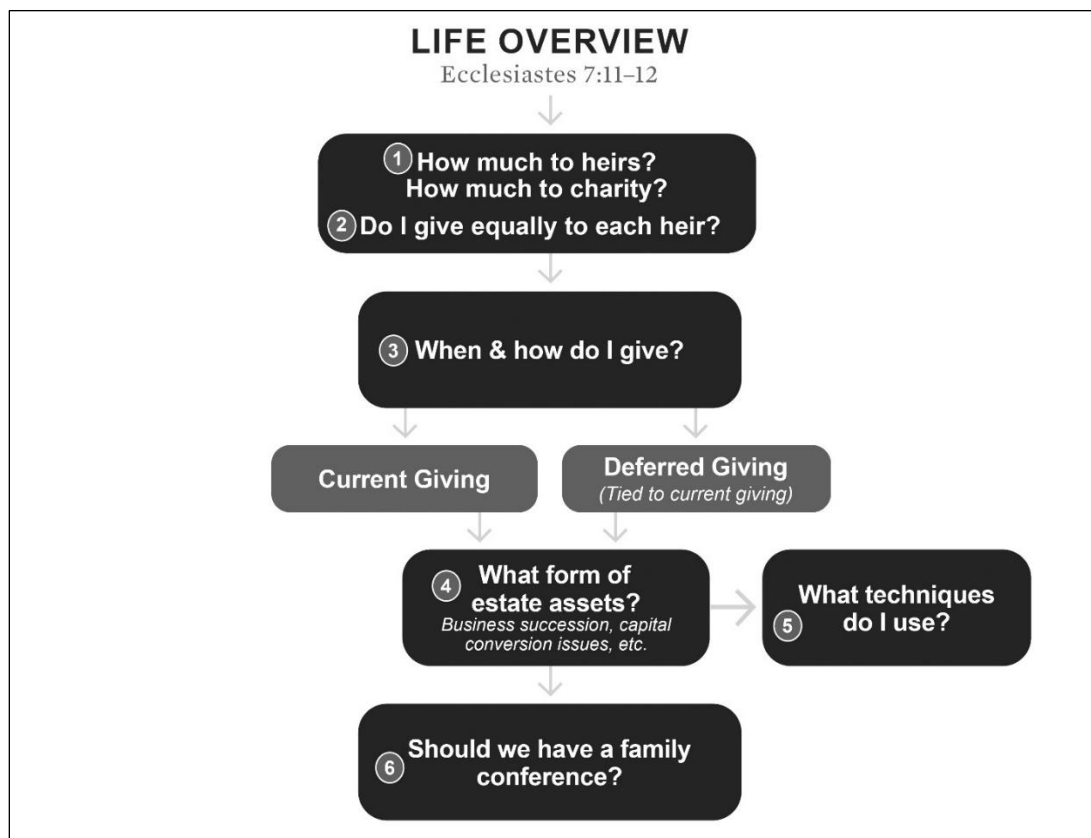 LIFE OVERVIEW
Ecclesiastes 7:11–12
1 How much to heirs?
How much to charity?
2 Do I give equally to each heir?
3 When & how do I give?
Current Giving
Deferred Giving
(Tied to current giving)
4 What form of
estate assets?
Business succession, capital
conversion issues, etc.
What techniques
5 do I use?
6 Should we have a family
conference?